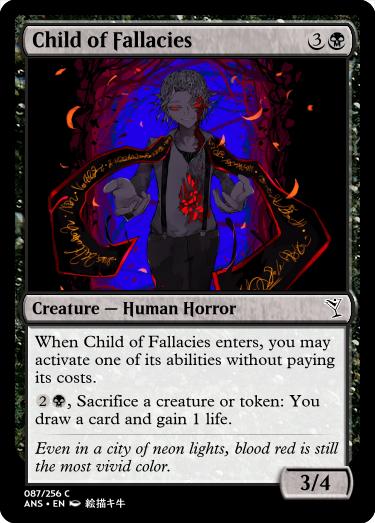 Child of Fallacies 3
Creature — Human Horror
When Child of Fallacies enters, you may
activate one of its abilities without paying
its costs.
2, Sacrifice a creature or token: You
draw a card and gain 1 life.
Even in a city of neon lights, blood red is still
the most vivid color.
3/4
087/256 C
ANS • EN 絵描キ牛